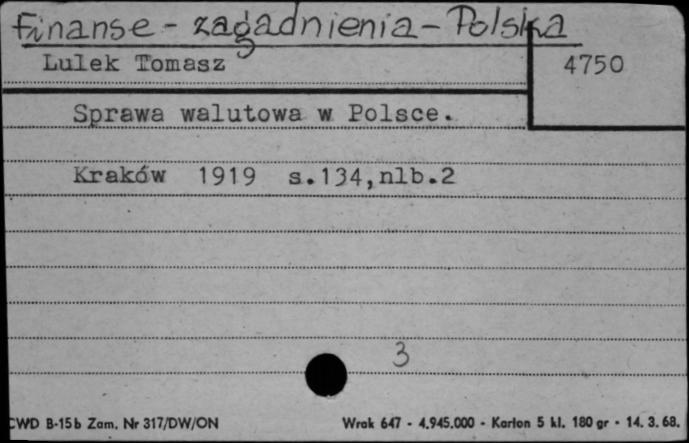 Finanse - zagadnienia - Polska
Lulek Tomasz
4750
Sprawa walutowa w Polsce.
Kraków 1919 s.134,nlb.2
3
CWD B-15b Zam. Nr 317/DW/ON
Wrak 647 - 4.945.000 - Karton 5 kl. 180 gr - 14. 3. 68.